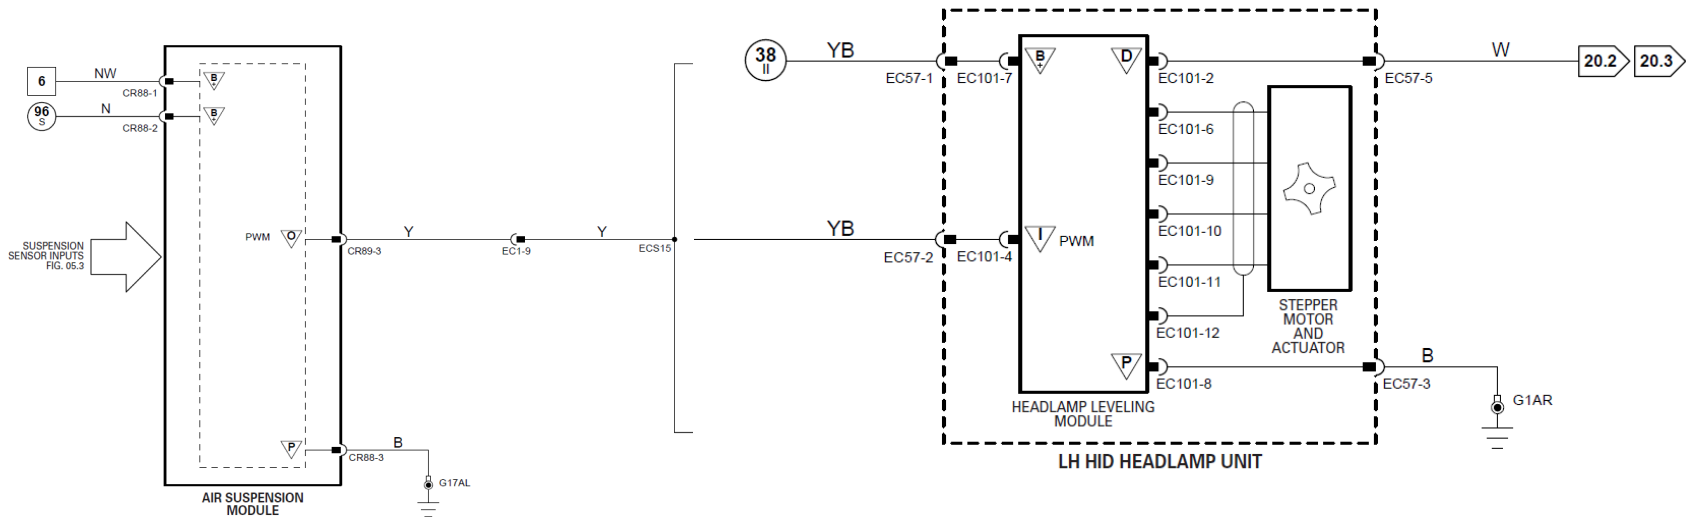 6
NW
CR88-1
B
+
96
S
N
CR88-2
B
+
SUSPENSION
SENSOR INPUTS
FIG. 05.3
PWM
O
CR89-3
Y
EC1-9
Y
ECS15
P
CR88-3
B
G17AL
AIR SUSPENSION
MODULE
38
II
YB
EC57-1
EC101-7
B
+
D
EC101-2
EC57-5
W
20.2
20.3
EC101-6
EC101-9
EC101-10
EC101-11
EC101-12
YB
EC57-2
EC101-4
I
PWM
STEPPER
MOTOR
AND
ACTUATOR
P
EC101-8
EC57-3
B
G1AR
HEADLAMP LEVELING
MODULE
LH HID HEADLAMP UNIT